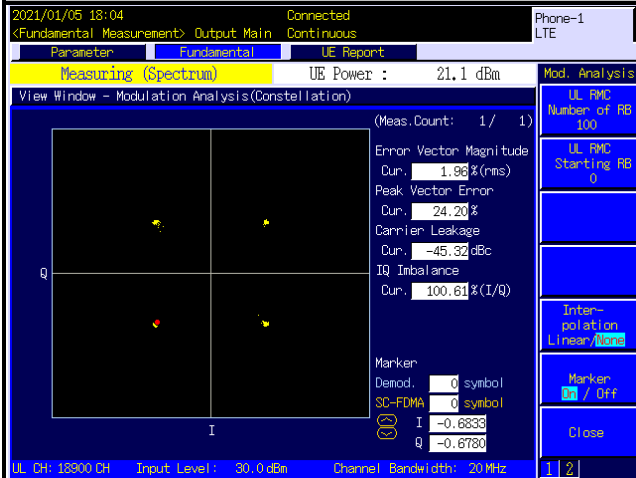 2021/01/05 18:04 Connected Phone-1
<Fundamental Measurement> Output Main Continuous LTE
Parameter Fundamental UE Report
Measuring (Spectrum) UE Power : 21.1 dBm Mod. Analysis
View Window - Modulation Analysis(Constellation)
UL RMC
Number of RB
100
(Meas.Count: 1/ 1)
Error Vector Magnitude
Cur. 1.96 %(rms)
Peak Vector Error
Cur. 24.20 %
Carrier Leakage
Cur. -45.32 dBc
IQ Imbalance
Cur. 100.61 %(I/Q)
UL RMC
Starting RB
0
Q
I
Marker
Demod. 0 symbol
SC-FDMA 0 symbol
I -0.6833
Q -0.6780
Inter-
polation
Linear/None
Marker
On / Off
Close
UL CH: 18900 CH Input Level: 30.0 dBm Channel Bandwidth: 20 MHz 1 2